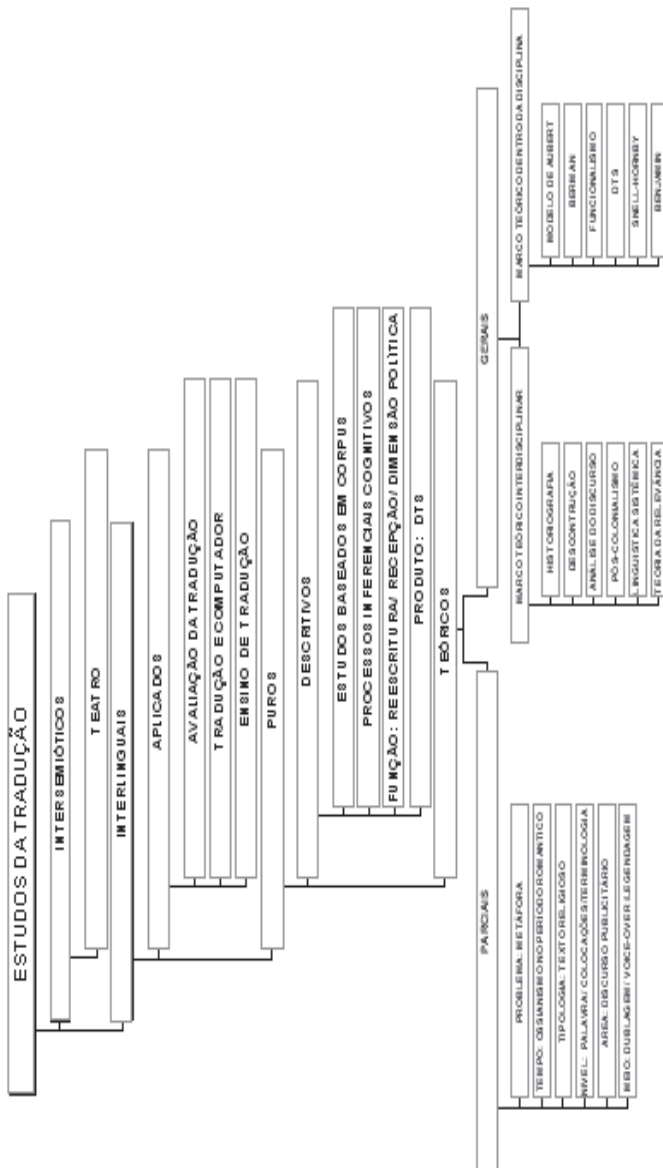 ESTUDOS DA TRADUÇÃO
INTERSEMIÓTICOS
TEATRO
INTERLINGUAIS
APLICADOS
AVALIAÇÃO DA TRADUÇÃO
TRADUÇÃO E COMPUTADOR
ENSINO DE TRADUÇÃO
PUROS
DESCRITIVOS
ESTUDOS BASEADOS EM CORPUS
PROCESSOS INFERENCIAIS COGNITIVOS
FUNÇÃO: REESCRITURA/ RECEPÇÃO/ DIMENSÃO POLÍTICA
PRODUTO: DTS
TEÓRICOS
PARCIAIS
PROBLEMA: METÁFORA
TEMPO: OSSIANISMO NO PERÍODO ROMANTICO
TIPOLOGIA: TEXTO RELIGIOSO
NÍVEL: PALAVRA/ COLOCAÇÕES/TERMINOLOGIA
AREA: DISCURSO PUBLICITÁRIO
MEIO: DUBLAGEM / VOICE-OVER/ LEGENDAGEM
GERAIS
MARCO TEÓRICO INTERDISCIPLINAR
HISTORIOGRAFIA
DESCONTRUÇÃO
ANÁLISE DO DISCURSO
PÓS-COLONIALISMO
LINGUISTICA SISTÊMICA
TEORIA DA RELEVÂNCIA
MARCO TEÓRICO DENTRO DA DISCIPLINA
MODELO DE AUBERT
BERMAN
FUNCIONALISMO
DTS
SNELL-HORNBY
BENJAMIN